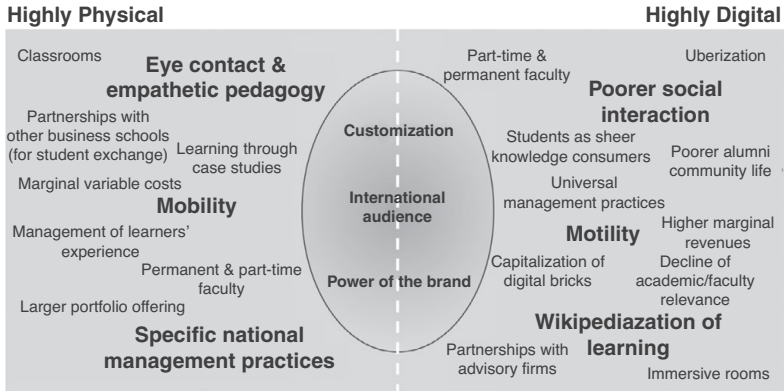 Highly Physical
Highly Digital
Classrooms
Eye contact &
empathetic pedagogy
Partnerships with
other business schools
(for student exchange)
Learning through
case studies
Marginal variable costs
Mobility
Management of learners'
experience
Permanent & part-time
faculty
Larger portfolio offering
Specific national
management practices
Customization
International
audience
Power of the brand
Part-time &
permanent faculty
Uberization
Poorer social
interaction
Students as sheer
knowledge consumers
Poorer alumni
community life
Universal
management practices
Motility
Higher marginal
revenues
Capitalization of
digital bricks
Decline of
academic/faculty
relevance
Wikipediazation of
learning
Partnerships with
advisory firms
Immersive rooms